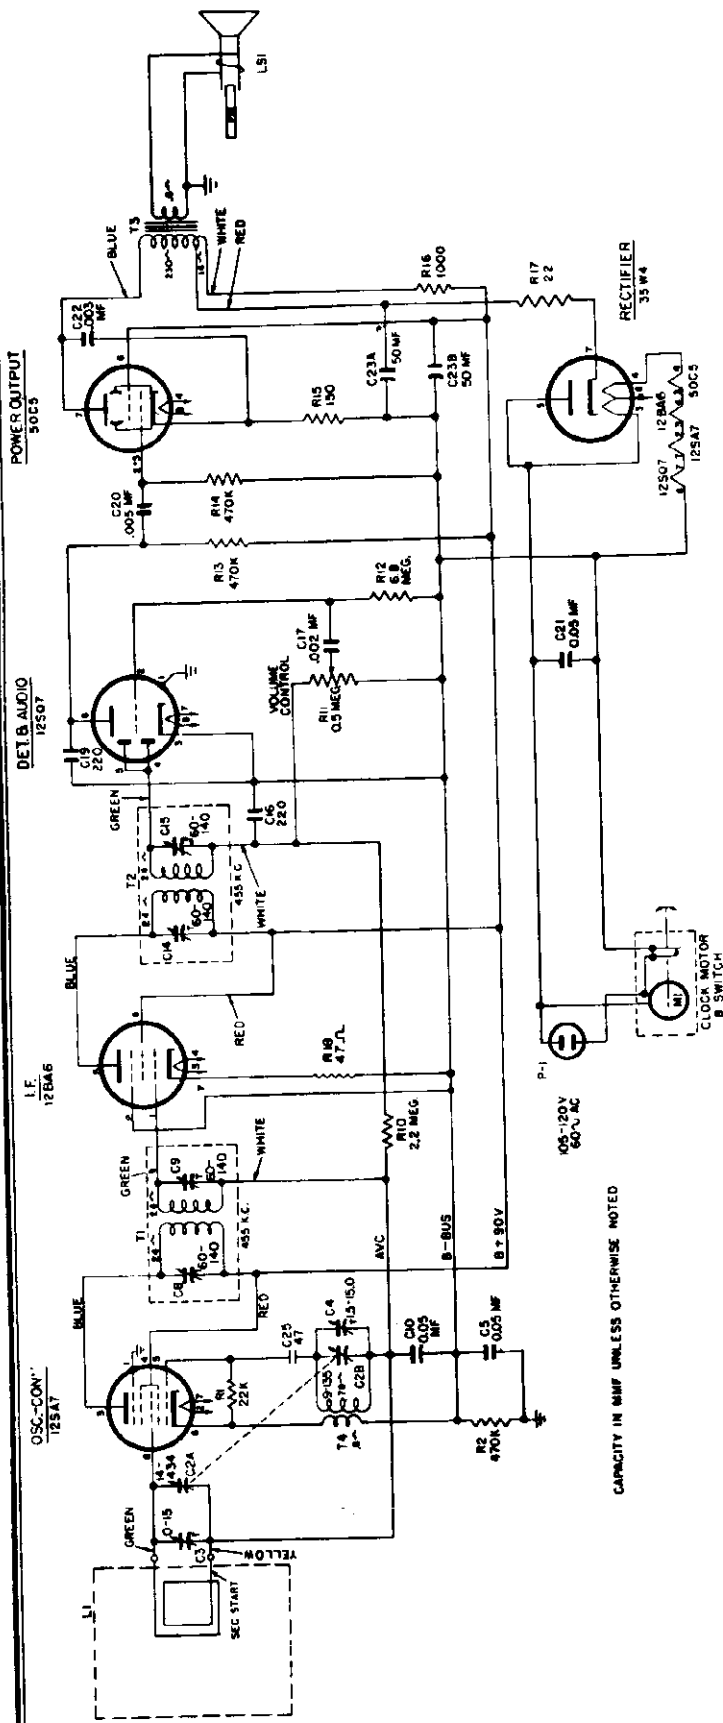 POWER OUTPUT
50C5
DET. & AUDIO
12SQ7
I.F.
12BA6
OSC.-CONV.
12SA7
RECTIFIER
35W4
LS1
T3
BLUE
WHITE
RED
C22
.003
MF
R16
1000
R17
22
C23A
50 MF
C23B
50 MF
R15
150
C20
.005 MF
R14
470K
R13
470K
R12
6.8
MEG.
C17
.002 MF
VOLUME
CONTROL
R11
0.5 MEG
C19
220
GREEN
C16
220
C15
60-
140
T2
455 KC
C14
60-
140
WHITE
BLUE
RED
R18
47Ω
R10
2.2 MEG.
GREEN
C9
60-
140
T1
455 K.C.
C8
60-
140
WHITE
BLUE
RED
AVC
B-BUS
B+90V
C25
47
R1
22K
C4
1.5-15.0
9-135
C2B
T4
C10
0.05
MF
C5
0.05 MF
R2
470K
14-
434
C2A
GREEN
0-15
C3
YELLOW
SEC START
L1
12SQ7
12BA6
12SA7
50C5
C21
0.05 MF
P-1
105-120V
60~ AC
M1
CLOCK MOTOR
& SWITCH
CAPACITY IN MMF UNLESS OTHERWISE NOTED